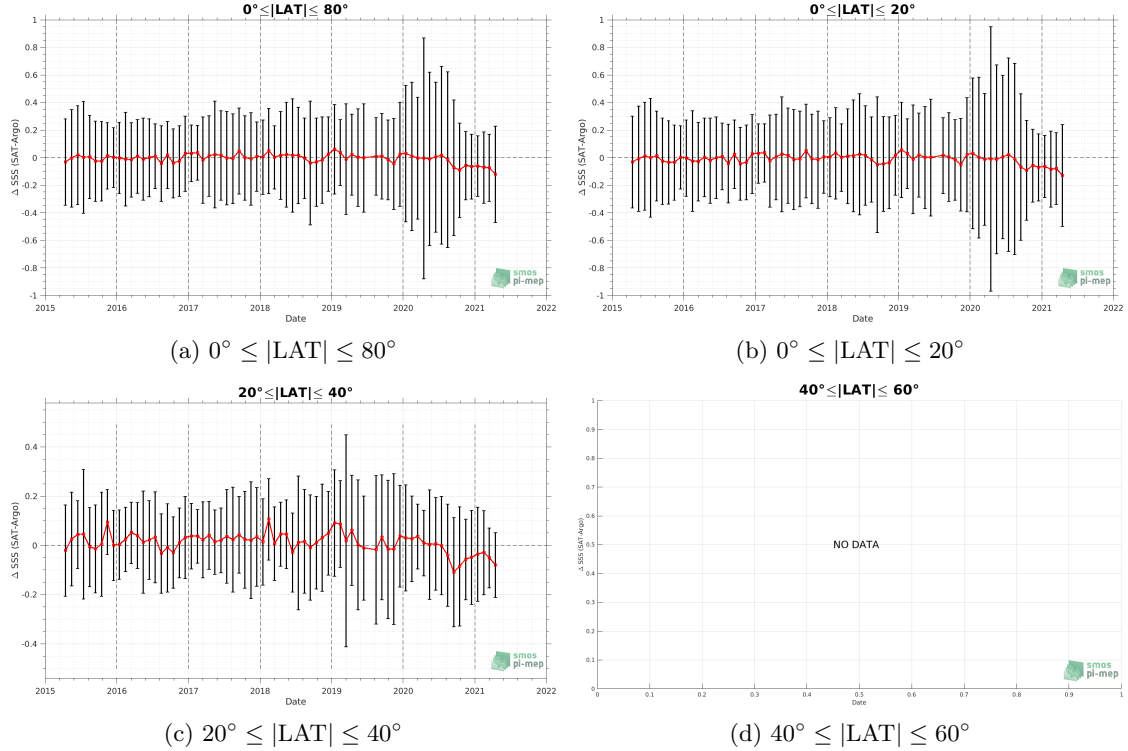 0°≤|LAT|≤ 80°
1
0.8
0.6
0.4
0.2
0
-0.2
-0.4
-0.6
-0.8
-1
Δ SSS (SAT-Argo)
2015 2016 2017 2018 2019 2020 2021 2022
Date
smos
pi-mep
(a) 0° ≤ |LAT| ≤ 80°
0°≤|LAT|≤ 20°
1
0.8
0.6
0.4
0.2
0
-0.2
-0.4
-0.6
-0.8
-1
Δ SSS (SAT-Argo)
2015 2016 2017 2018 2019 2020 2021 2022
Date
smos
pi-mep
(b) 0° ≤ |LAT| ≤ 20°
20°≤|LAT|≤ 40°
0.4
0.2
0
-0.2
-0.4
Δ SSS (SAT-Argo)
2015 2016 2017 2018 2019 2020 2021 2022
Date
smos
pi-mep
(c) 20° ≤ |LAT| ≤ 40°
40°≤|LAT|≤ 60°
1
0.9
0.8
0.7
0.6
0.5
0.4
0.3
0.2
0.1
0
Δ SSS (SAT-Argo)
NO DATA
0 0.1 0.2 0.3 0.4 0.5 0.6 0.7 0.8 0.9 1
Date
smos
pi-mep
(d) 40° ≤ |LAT| ≤ 60°